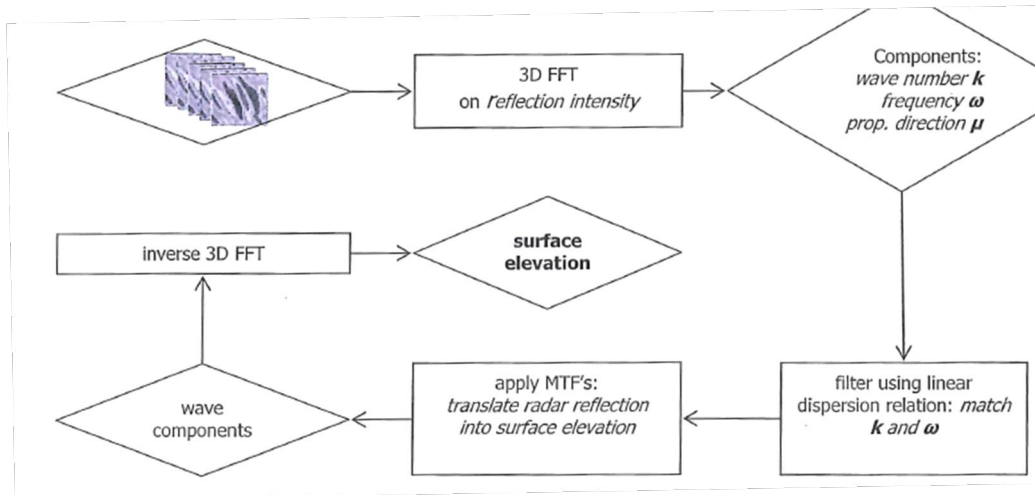 3D FFT
on reflection intensity
Components:
wave number k
frequency ω
prop. direction μ
inverse 3D FFT
surface
elevation
wave
components
apply MTF's:
translate radar reflection
into surface elevation
filter using linear
dispersion relation: match
k and ω